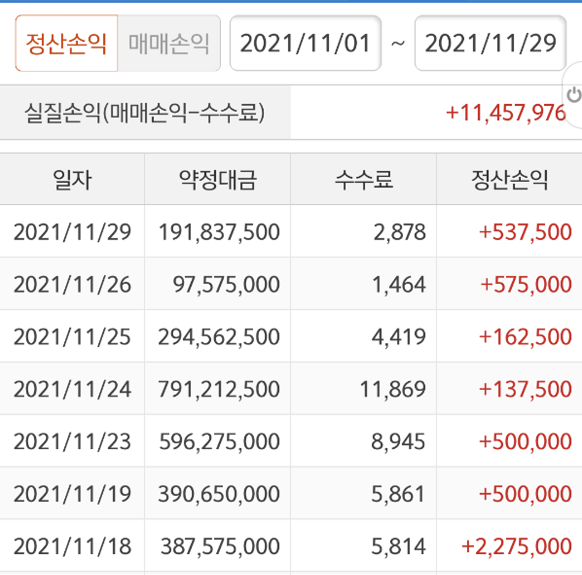 정산손익 매매손익 2021/11/01 ~ 2021/11/29
실질손익(매매손익-수수료) +11,457,976
일자 약정대금 수수료 정산손익
2021/11/29 191,837,500 2,878 +537,500
2021/11/26 97,575,000 1,464 +575,000
2021/11/25 294,562,500 4,419 +162,500
2021/11/24 791,212,500 11,869 +137,500
2021/11/23 596,275,000 8,945 +500,000
2021/11/19 390,650,000 5,861 +500,000
2021/11/18 387,575,000 5,814 +2,275,000